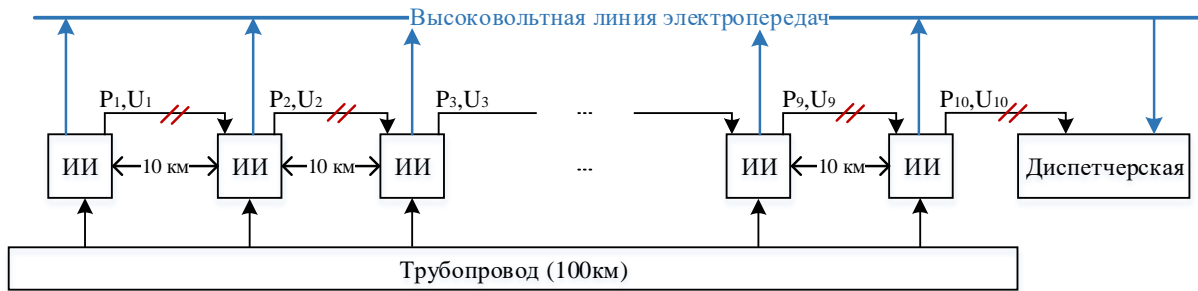 Высоковольтная линия электропередач
P1,U1 P2,U2 P3,U3 ... P9,U9 P10,U10
ИИ 10 км ИИ 10 км ИИ ... ИИ 10 км ИИ Диспетчерская
Трубопровод (100км)